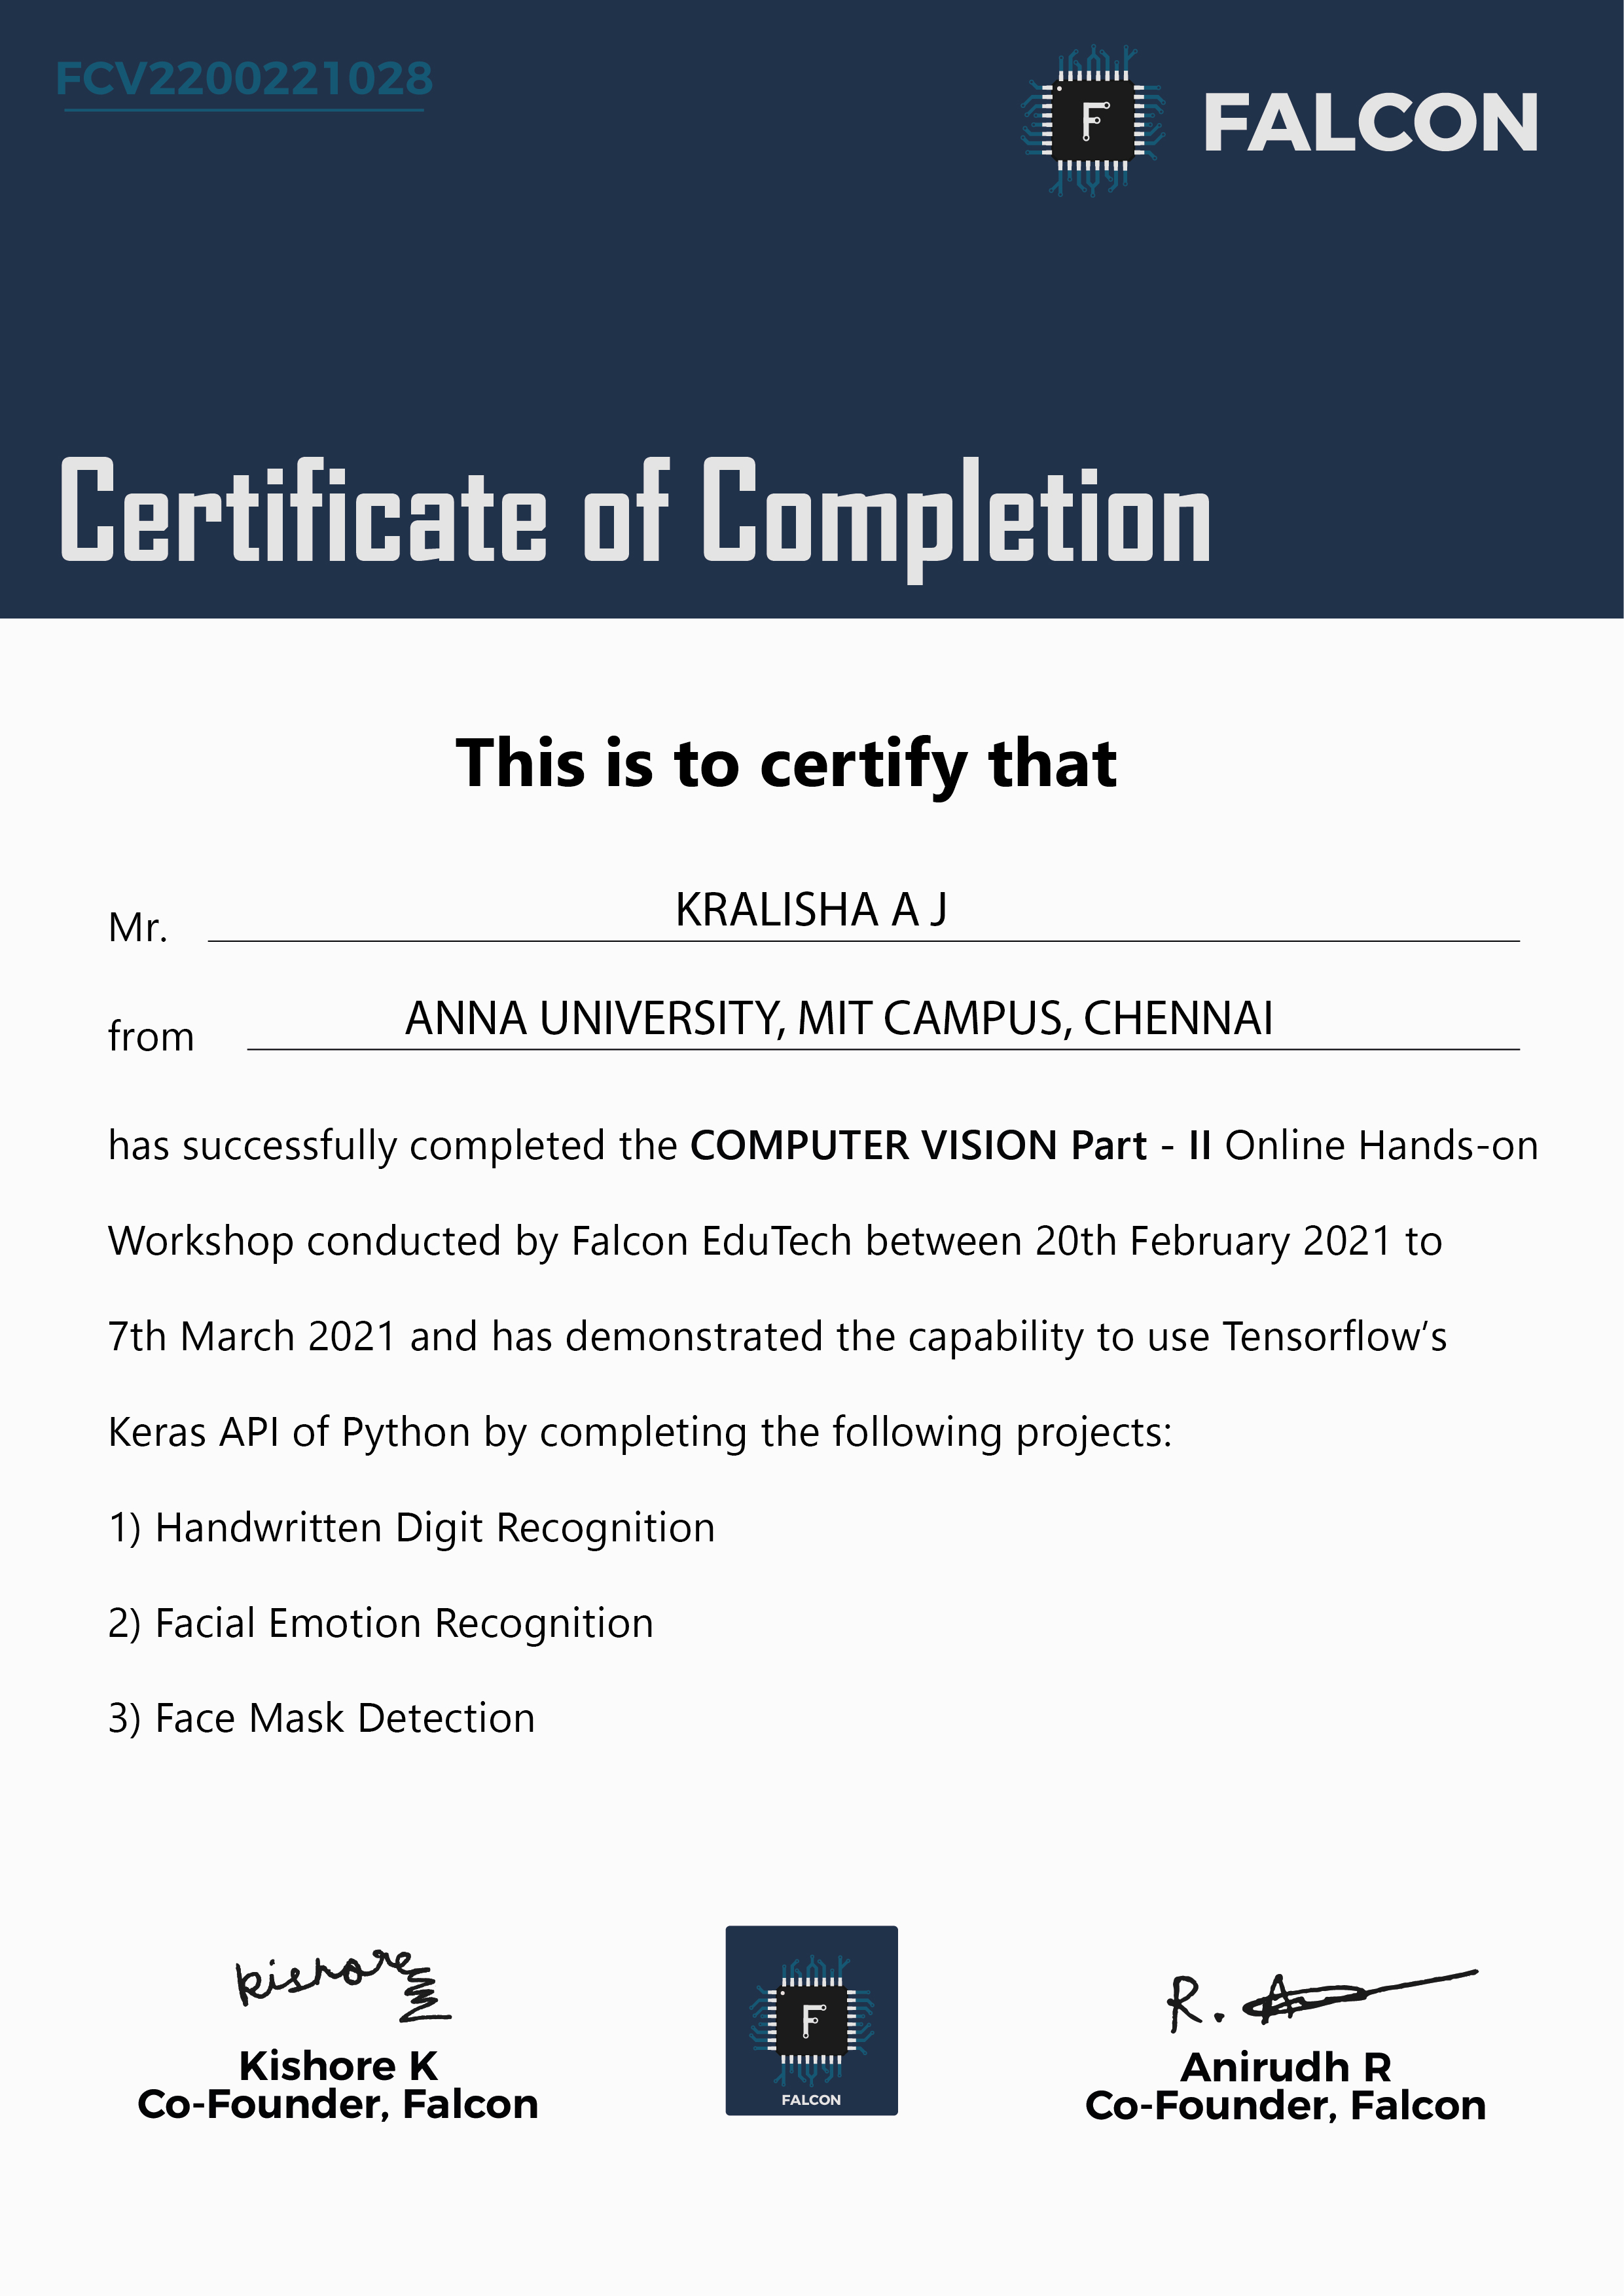 FCV2200221028
F
FALCON
Certificate of Completion
This is to certify that
Mr. KRALISHA A J
from ANNA UNIVERSITY, MIT CAMPUS, CHENNAI
has successfully completed the COMPUTER VISION Part - II Online Hands-on
Workshop conducted by Falcon EduTech between 20th February 2021 to
7th March 2021 and has demonstrated the capability to use Tensorflow’s
Keras API of Python by completing the following projects:
1) Handwritten Digit Recognition
2) Facial Emotion Recognition
3) Face Mask Detection
kishore
R. A
Kishore K
Co-Founder, Falcon
F
FALCON
Anirudh R
Co-Founder, Falcon